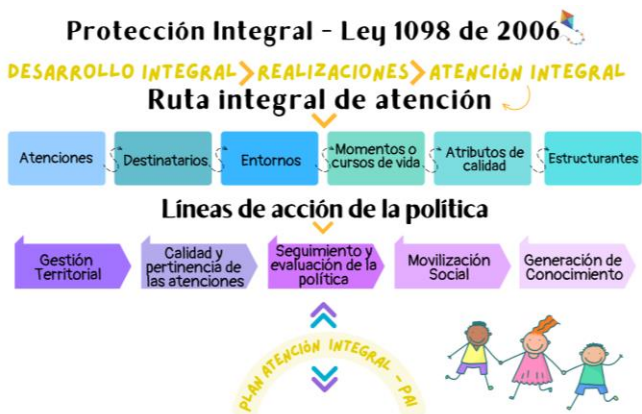 Protección Integral - Ley 1098 de 2006
DESARROLLO INTEGRAL > REALIZACIONES > ATENCIÓN INTEGRAL
Ruta integral de atención
Atenciones
Destinatarios
Entornos
Momentos o
cursos de vida
Atributos de
calidad
Estructurantes
Líneas de acción de la política
Gestión
Territorial
Calidad y
pertinencia de
las atenciones
Seguimiento y
evaluación de la
política
Movilización
Social
Generación de
Conocimiento
PLAN ATENCIÓN INTEGRAL - PAI